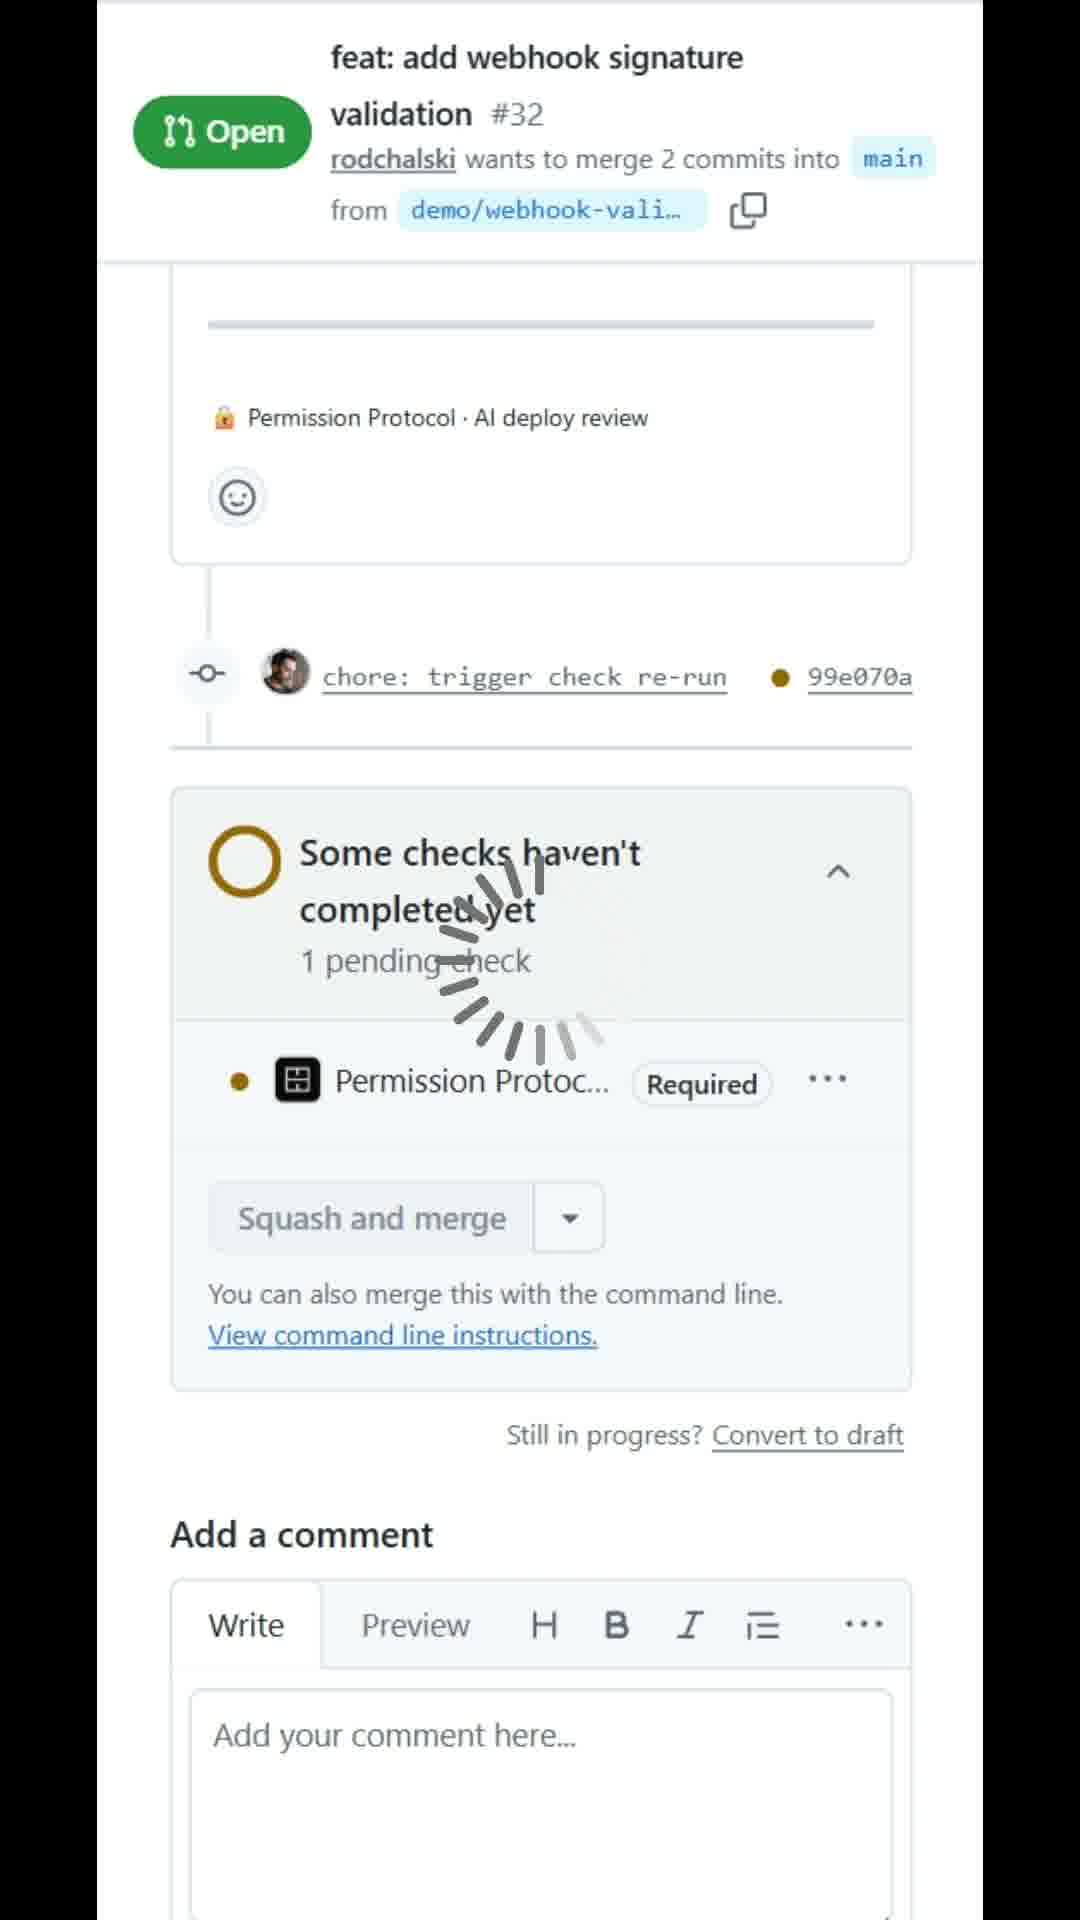 feat: add webhook signature
validation #32
Open
rodchalski wants to merge 2 commits into main
from demo/webhook-vali…
Permission Protocol · AI deploy review
chore: trigger check re-run 99e070a
Some checks haven't
completed yet
1 pending check
Permission Protoc... Required
Squash and merge
You can also merge this with the command line.
View command line instructions.
Still in progress? Convert to draft
Add a comment
Write Preview H B I
Add your comment here...